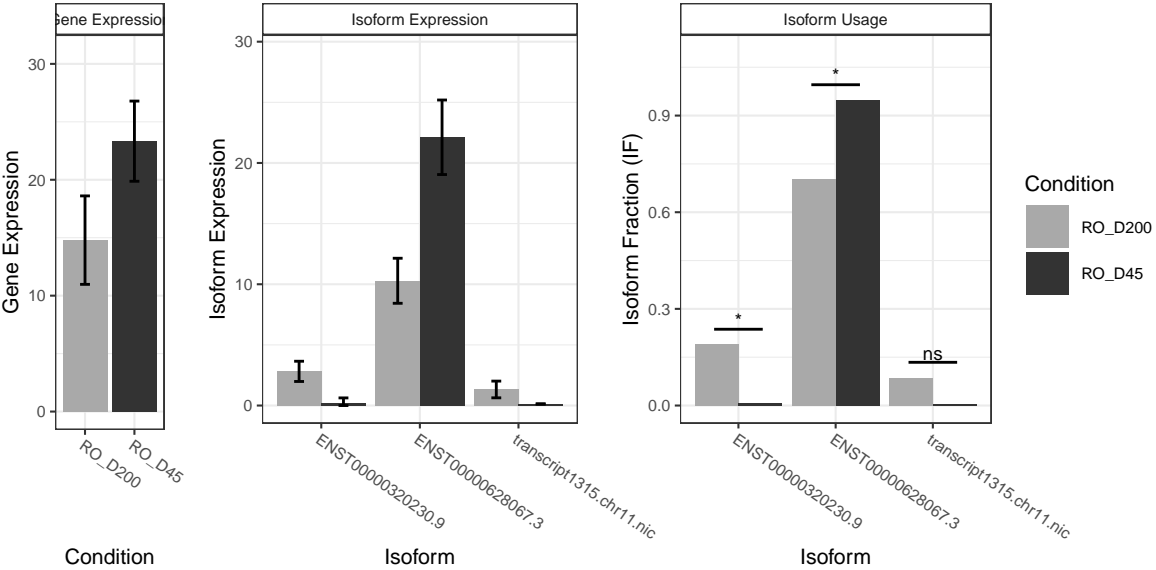 Gene Expression
Gene Expression
30
20
10
0
RO_D200
RO_D45
Condition
Isoform Expression
Isoform Expression
30
20
10
0
ENST00000320230.9
ENST00000628067.3
transcript1315.chr11.nic
Isoform
Isoform Usage
Isoform Fraction (IF)
0.9
0.6
0.3
0.0
*
*
ns
ENST00000320230.9
ENST00000628067.3
transcript1315.chr11.nic
Isoform
Condition
RO_D200
RO_D45